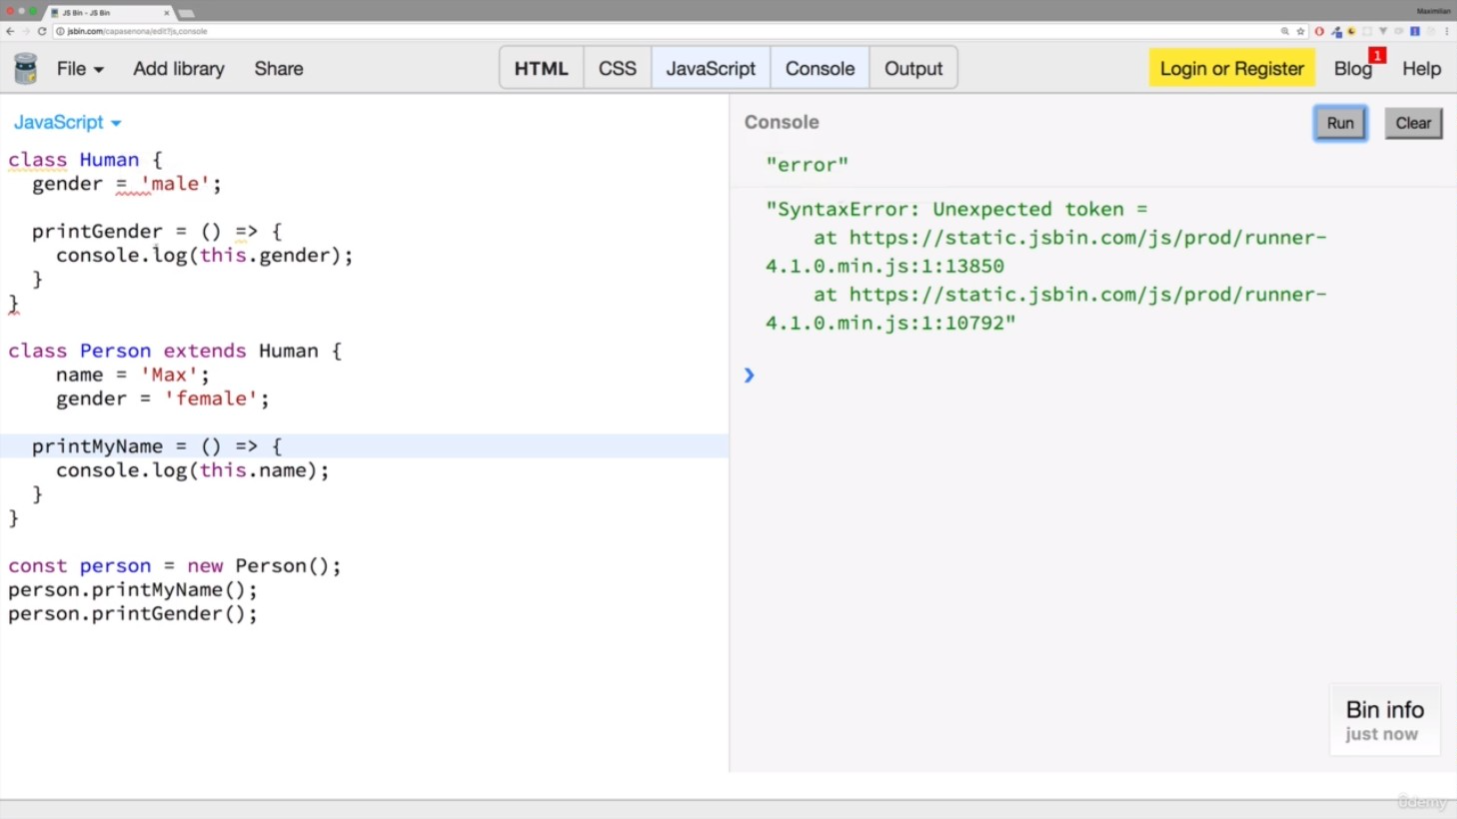 JS Bin - JS Bin
Maximilian
jsbin.com/capasenona/edit?js,console
File
Add library
Share
HTML
CSS
JavaScript
Console
Output
Login or Register
Blog
1
Help
JavaScript
class Human {
  gender = 'male';
  printGender = () => {
    console.log(this.gender);
  }
}
class Person extends Human {
    name = 'Max';
    gender = 'female';
  printMyName = () => {
    console.log(this.name);
  }
}
const person = new Person();
person.printMyName();
person.printGender();
Console
Run
Clear
"error"
"SyntaxError: Unexpected token =
    at https://static.jsbin.com/js/prod/runner-
4.1.0.min.js:1:13850
    at https://static.jsbin.com/js/prod/runner-
4.1.0.min.js:1:10792"
Bin info
just now
ûdemy